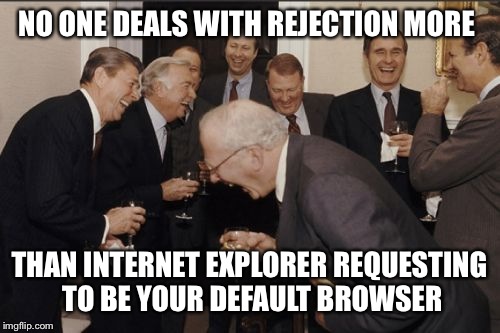 NO ONE DEALS WITH REJECTION MORE
THAN INTERNET EXPLORER REQUESTING
TO BE YOUR DEFAULT BROWSER
imgflip.com